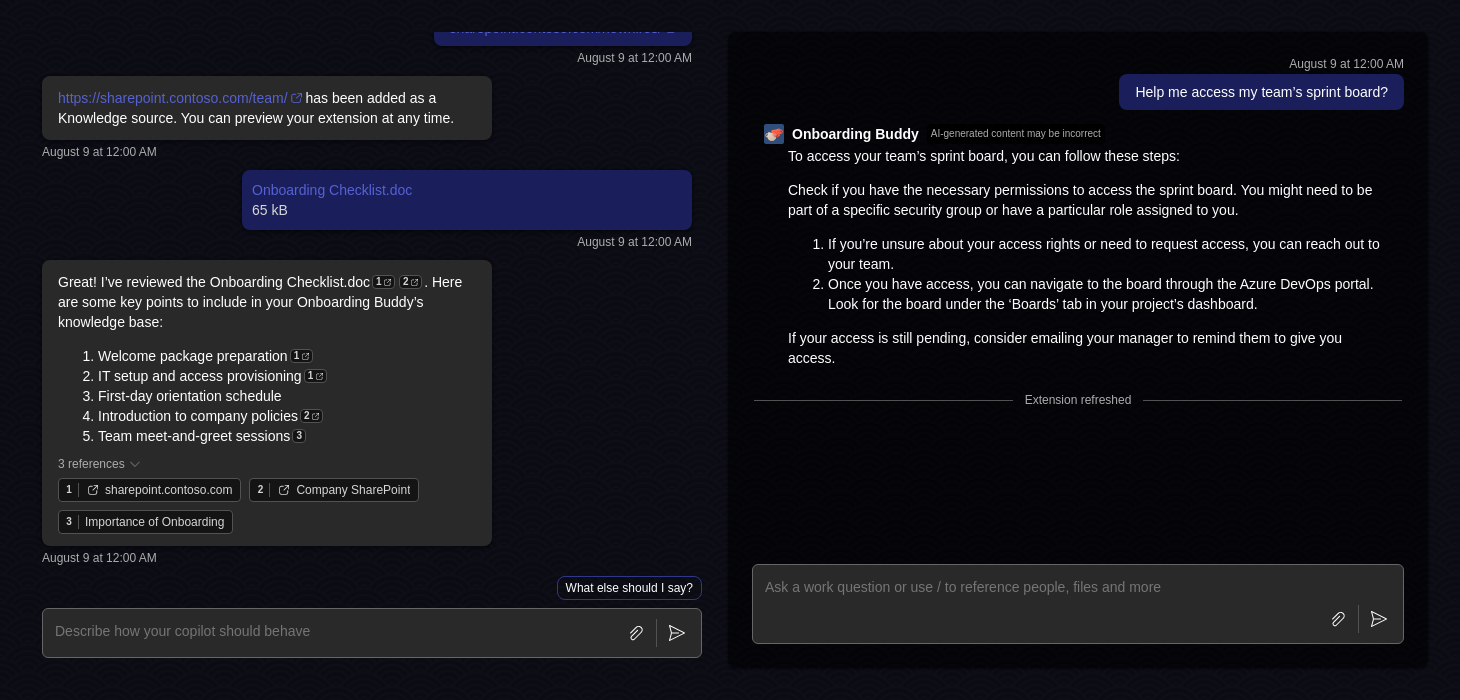 August 9 at 12:00 AM
https://sharepoint.contoso.com/team/ has been added as a
Knowledge source. You can preview your extension at any time.
August 9 at 12:00 AM
Onboarding Checklist.doc
65 kB
August 9 at 12:00 AM
Great! I’ve reviewed the Onboarding Checklist.doc 1 2 . Here
are some key points to include in your Onboarding Buddy’s
knowledge base:
1. Welcome package preparation 1
2. IT setup and access provisioning 1
3. First-day orientation schedule
4. Introduction to company policies 2
5. Team meet-and-greet sessions 3
3 references
1 sharepoint.contoso.com 2 Company SharePoint
3 Importance of Onboarding
August 9 at 12:00 AM
What else should I say?
Describe how your copilot should behave
August 9 at 12:00 AM
Help me access my team’s sprint board?
Onboarding Buddy AI-generated content may be incorrect
To access your team’s sprint board, you can follow these steps:
Check if you have the necessary permissions to access the sprint board. You might need to be
part of a specific security group or have a particular role assigned to you.
1. If you’re unsure about your access rights or need to request access, you can reach out to
your team.
2. Once you have access, you can navigate to the board through the Azure DevOps portal.
Look for the board under the ‘Boards’ tab in your project’s dashboard.
If your access is still pending, consider emailing your manager to remind them to give you
access.
Extension refreshed
Ask a work question or use / to reference people, files and more